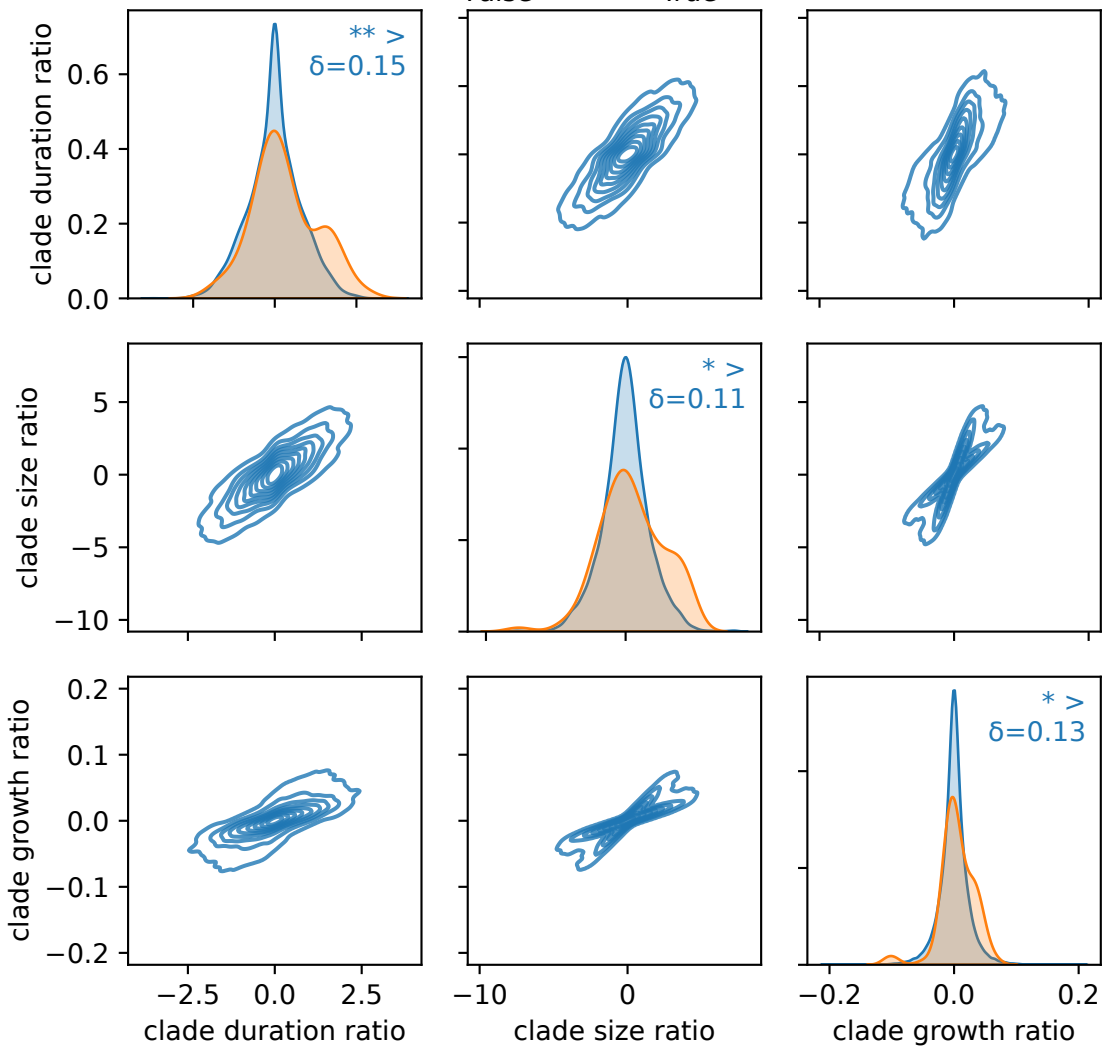 clade duration ratio
0.6
0.4
0.2
0.0
** >
δ=0.15
clade size ratio
5
0
−5
−10
* >
δ=0.11
clade growth ratio
0.2
0.1
0.0
−0.1
−0.2
* >
δ=0.13
−2.5 0.0 2.5
−10 0
−0.2 0.0 0.2
clade duration ratio
clade size ratio
clade growth ratio